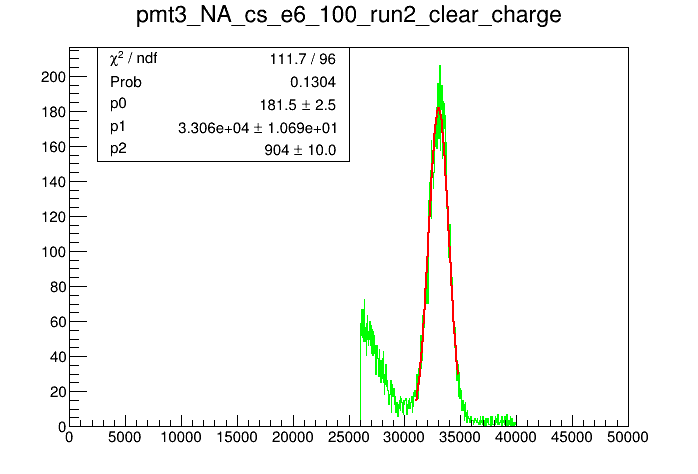 pmt3_NA_cs_e6_100_run2_clear_charge
χ² / ndf 111.7 / 96
Prob 0.1304
p0 181.5 ± 2.5
p1 3.306e+04 ± 1.069e+01
p2 904 ± 10.0
200
180
160
140
120
100
80
60
40
20
0
0 5000 10000 15000 20000 25000 30000 35000 40000 45000 50000